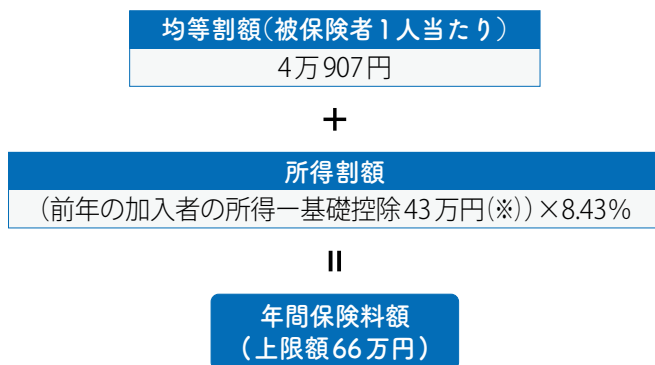 均等割額(被保険者1人当たり)
4万907円
+
所得割額
(前年の加入者の所得ー基礎控除43万円(※))×8.43%
=
年間保険料額
(上限額66万円)